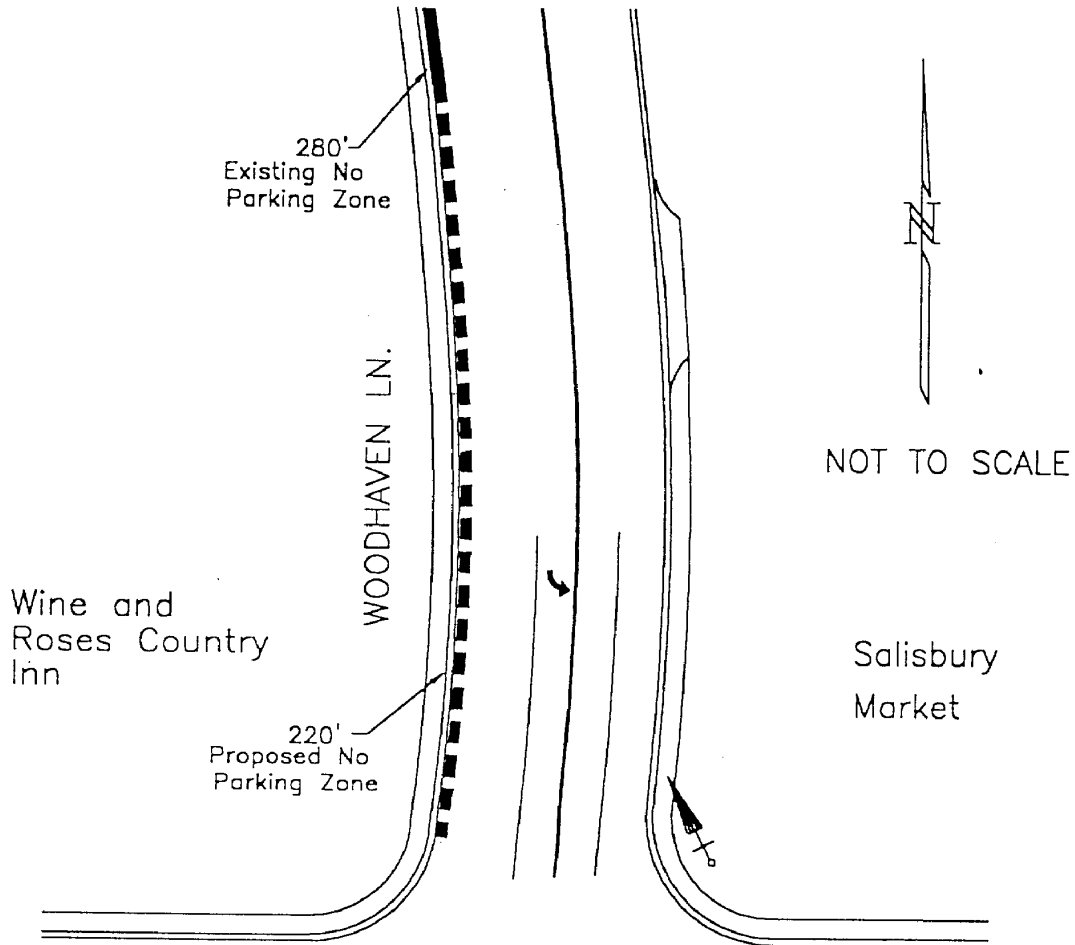 280'
Existing No
Parking Zone
N
WOODHAVEN LN.
NOT TO SCALE
Wine and
Roses Country
Inn
Salisbury
Market
220'
Proposed No
Parking Zone